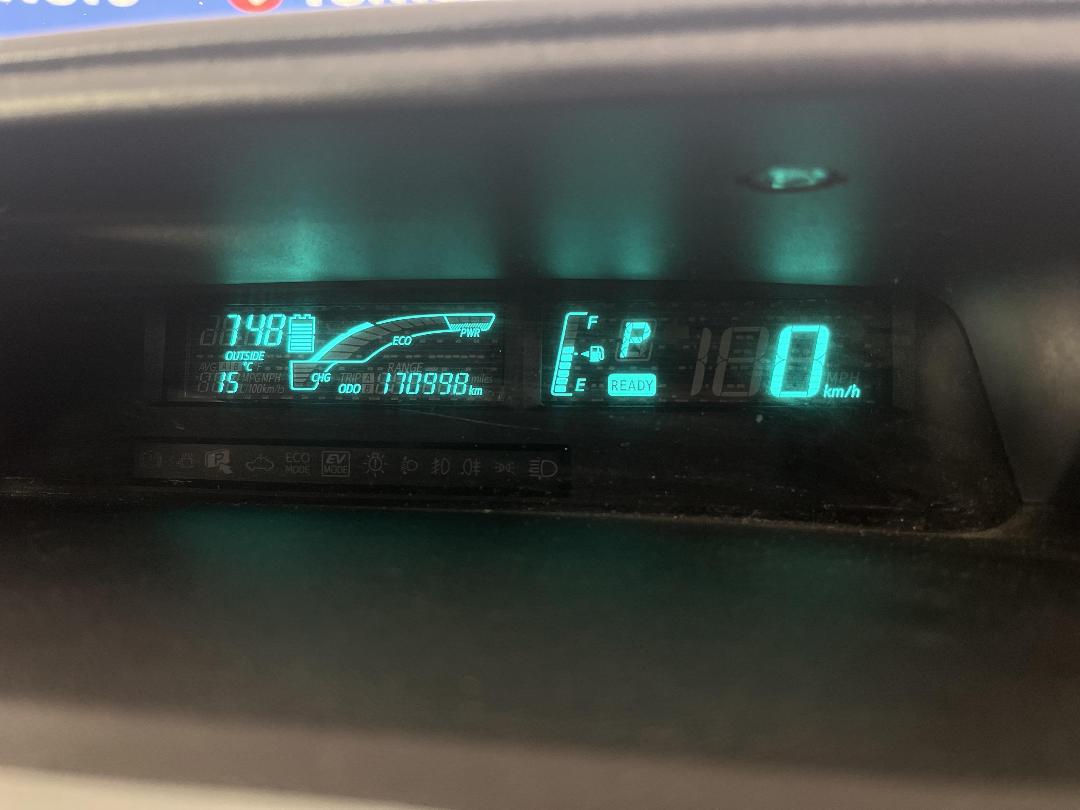 7:48
OUTSIDE
°C
15
CHG
ECO
PWR
RANGE
TRIP A
ODO 170998 km
miles
F
E
P
READY
0
km/h
MPH
P
ECO
MODE
EV
MODE